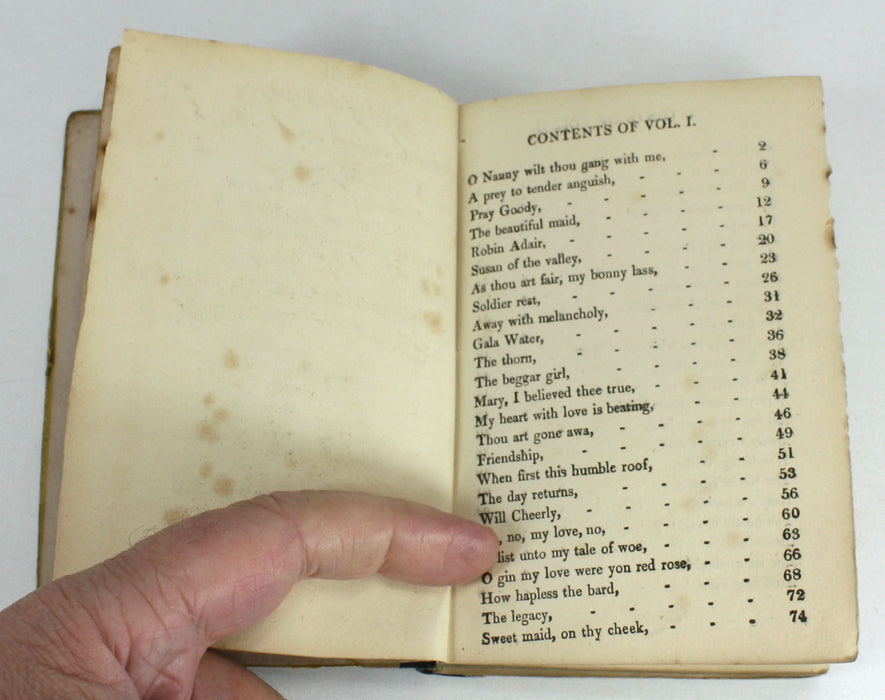 CONTENTS OF VOL. I.
O Nanny wilt thou gang with me, - 2
A prey to tender anguish, - - - 6
Pray Goody, - - - - - 9
The beautiful maid, - - - - 12
Robin Adair, - - - - - 17
Susan of the valley, - - - - 20
As thou art fair, my bonny lass, - - 23
Soldier rest, - - - - - 26
Away with melancholy, - - - 31
Gala Water, - - - - - 32
The thorn, - - - - - 36
The beggar girl, - - - - 38
Mary, I believed thee true, - - - 41
My heart with love is beating, - - 44
Thou art gone awa, - - - - 46
Friendship, - - - - - 49
When first this humble roof, - - 51
The day returns, - - - - 53
Will Cheerly, - - - - - 56
, no, my love, no, - - - - 60
list unto my tale of woe, - - - 63
O gin my love were yon red rose, - - 66
How hapless the bard, - - - 68
The legacy, - - - - - 72
Sweet maid, on thy cheek, - - - 74